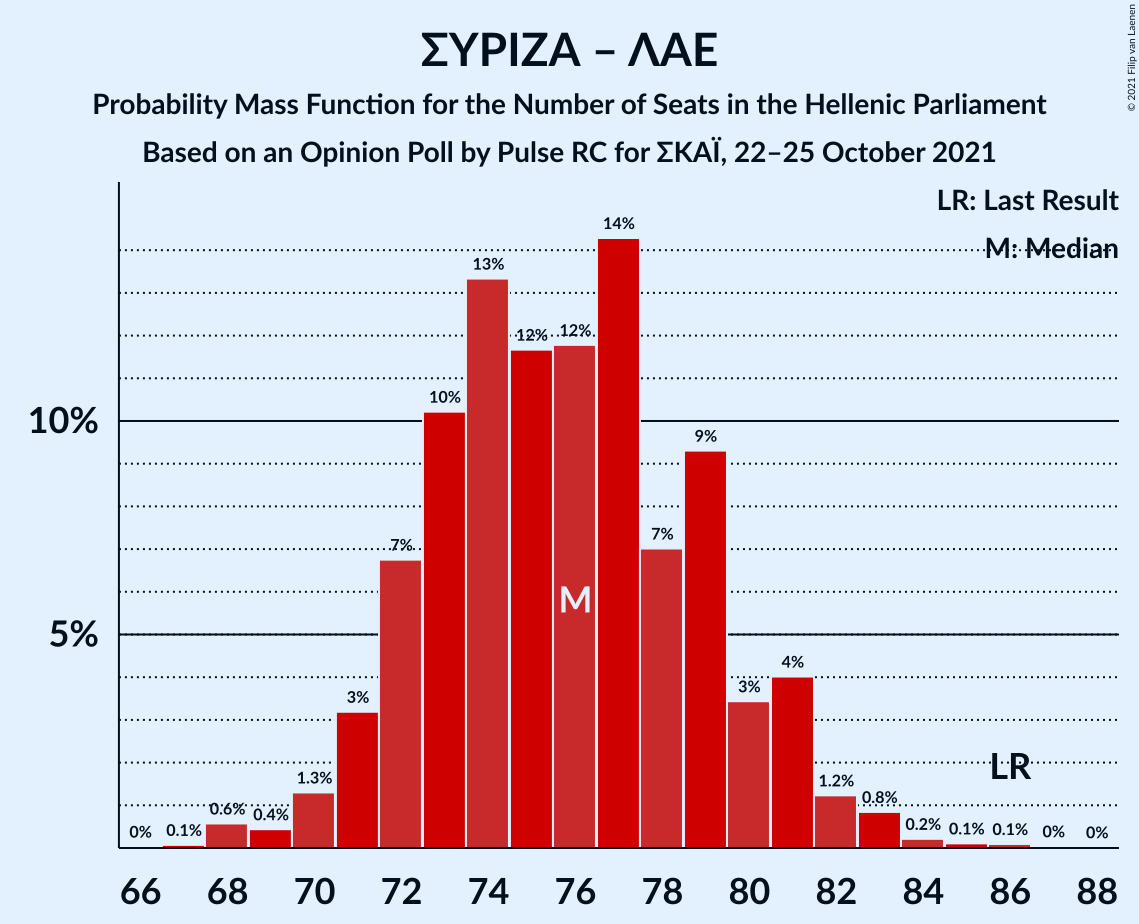 ΣΥΡΙΖΑ – ΛΑΕ
Probability Mass Function for the Number of Seats in the Hellenic Parliament
Based on an Opinion Poll by Pulse RC for ΣΚΑΪ, 22–25 October 2021
© 2021 Filip van Laenen
LR: Last Result
M: Median
10%
5%
0%
0.1%
0.6%
0.4%
1.3%
3%
7%
10%
13%
12%
12%
14%
7%
9%
3%
4%
1.2%
0.8%
0.2%
0.1%
0.1%
0%
0%
M
LR
66 68 70 72 74 76 78 80 82 84 86 88